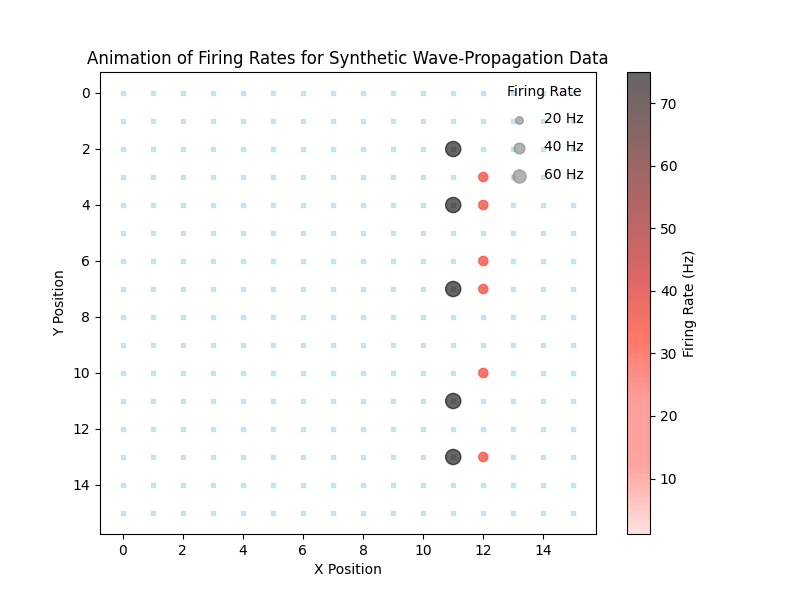 Animation of Firing Rates for Synthetic Wave-Propagation Data
Firing Rate
20 Hz
40 Hz
60 Hz
0
2
4
6
8
10
12
14
Y Position
0 2 4 6 8 10 12 14
X Position
70
60
50
40
30
20
10
Firing Rate (Hz)